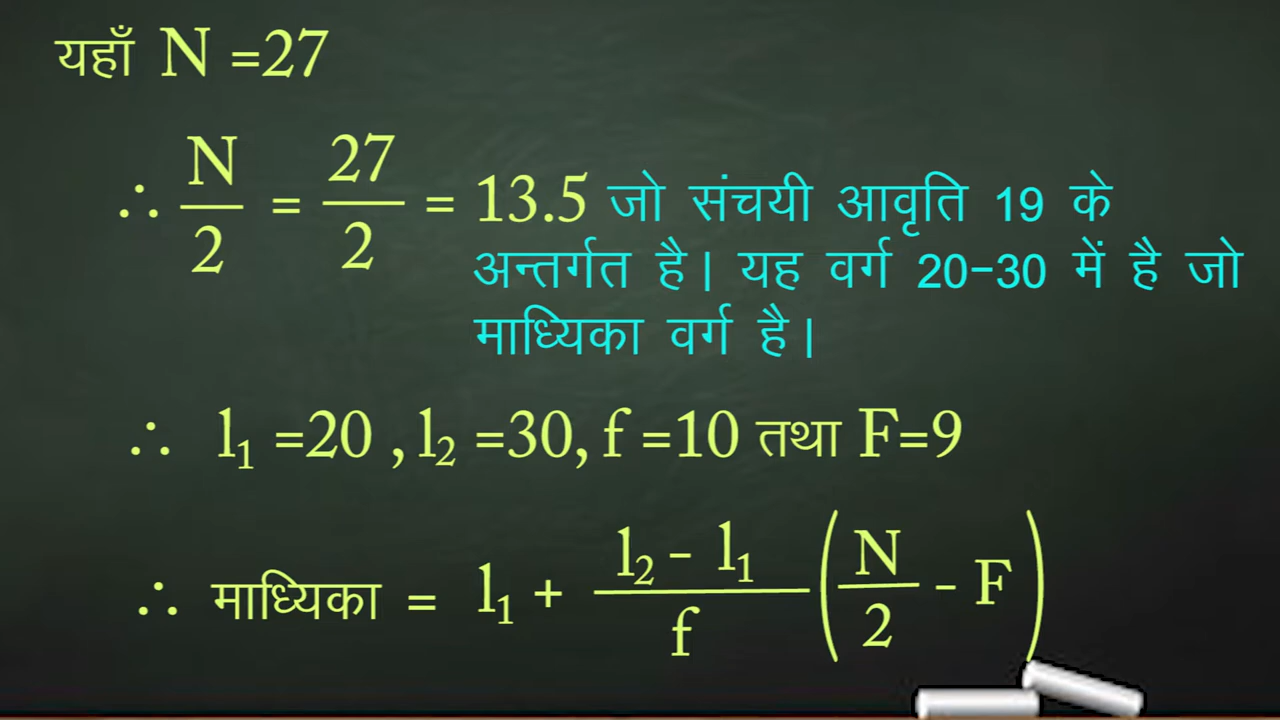 यहाँ N =27
∴ N/2 = 27/2 = 13.5 जो संचयी आवृति 19 के
अन्तर्गत है। यह वर्ग 20-30 में है जो
माध्यिका वर्ग है।
∴ l₁ =20 , l₂ =30, f =10 तथा F=9
∴ माध्यिका = l₁ + (l₂ - l₁)/f (N/2 - F)